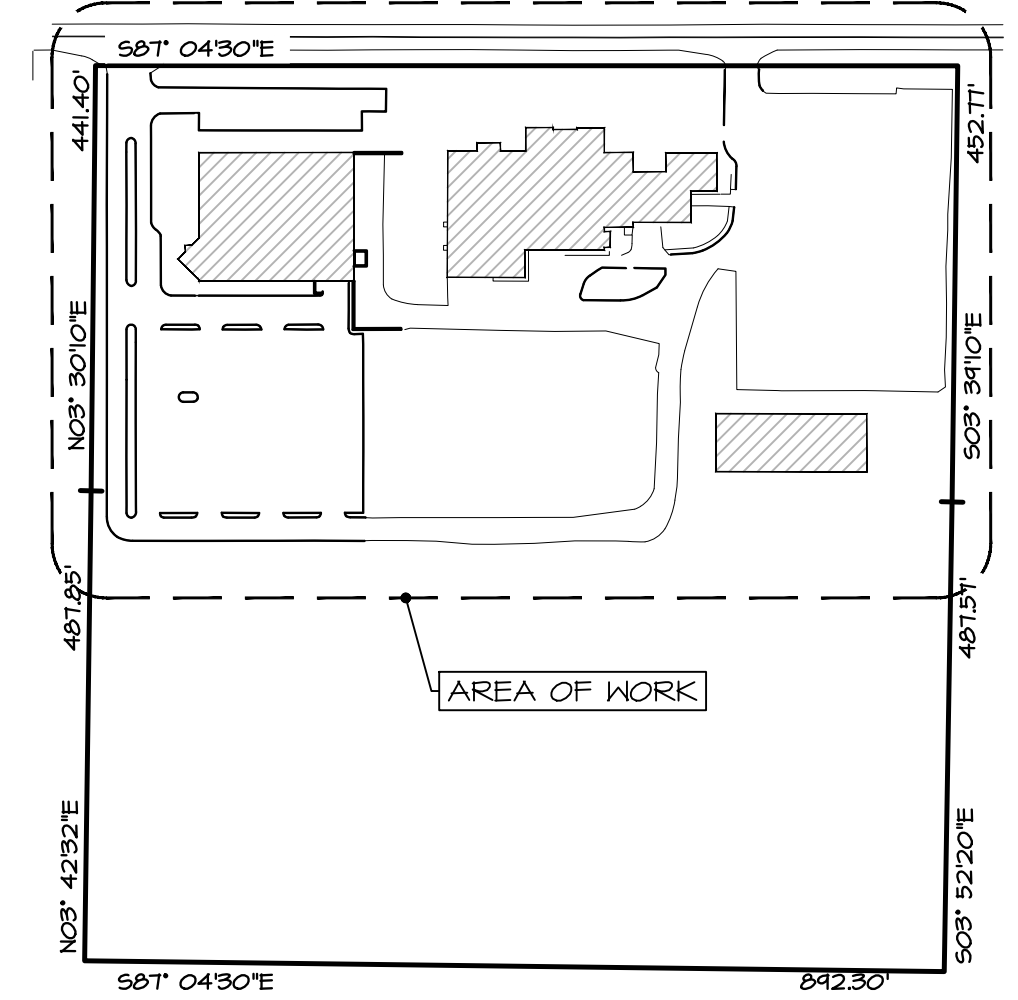 S87° 04'30"E
441.40'
452.77'
N03° 30'10"E
S03° 39'10"E
487.85'
487.57'
AREA OF WORK
N03° 42'32"E
S03° 52'20"E
S87° 04'30"E
892.30'